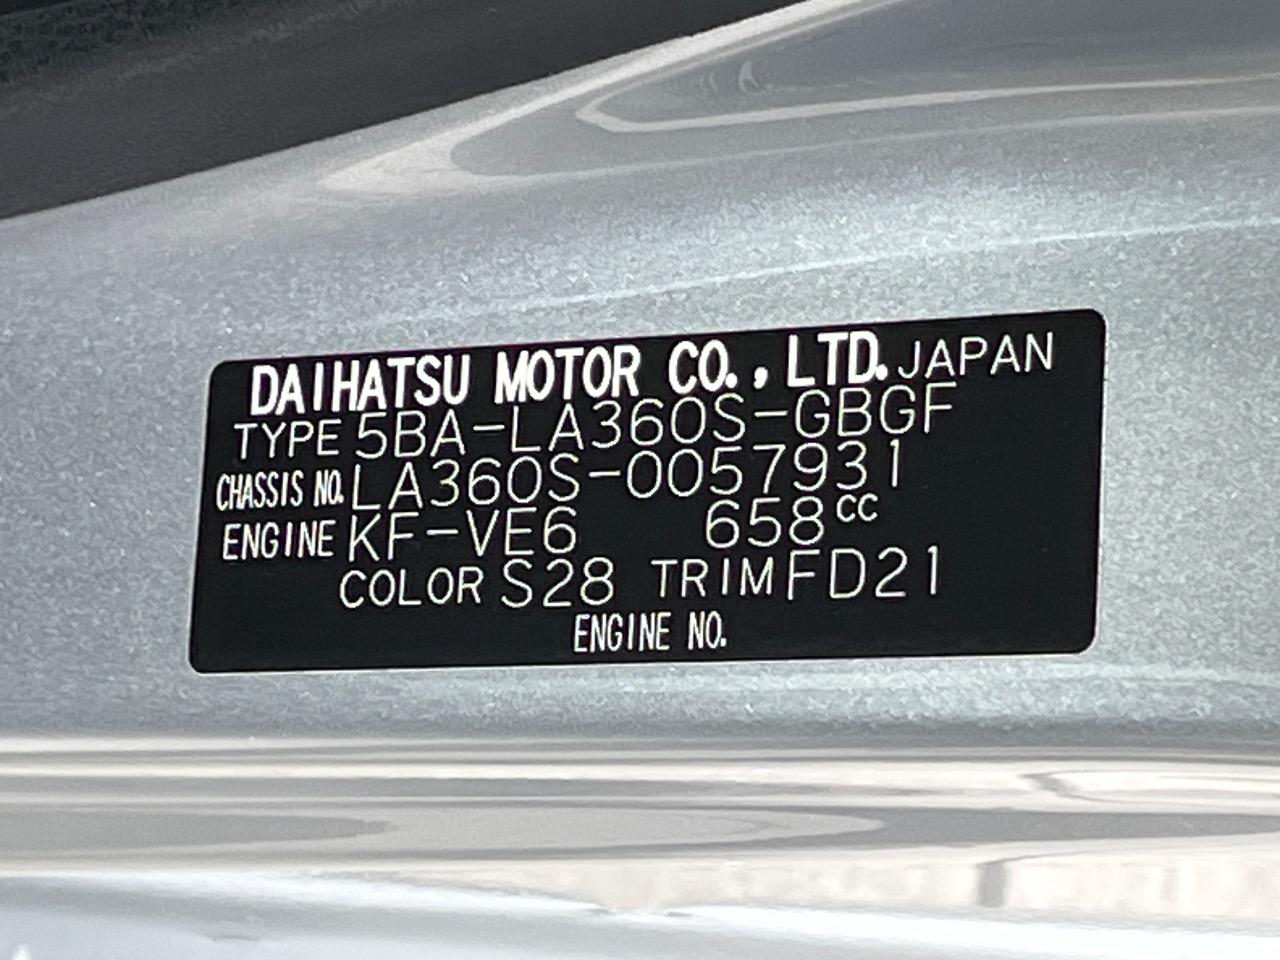 DAIHATSU MOTOR CO., LTD. JAPAN
TYPE 5BA-LA360S-GBGF
CHASSIS NO. LA360S-0057931
ENGINE KF-VE6 658cc
COLOR S28 TRIM FD21
ENGINE NO.